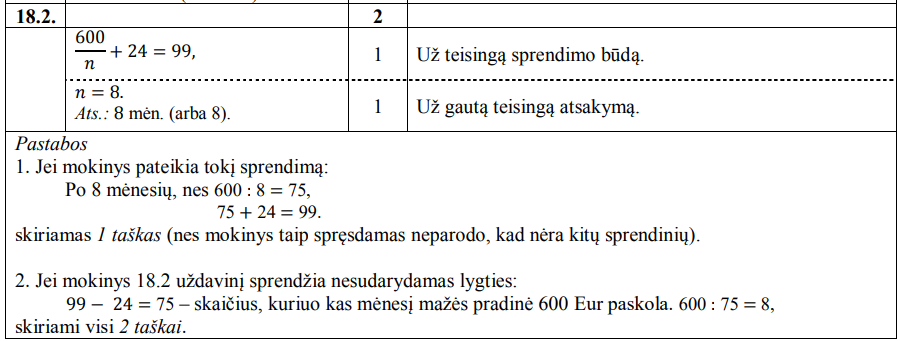 18.2. 2
600/n + 24 = 99, 1 Už teisingą sprendimo būdą.
n = 8. 1 Už gautą teisingą atsakymą.
Ats.: 8 mėn. (arba 8).
Pastabos
1. Jei mokinys pateikia tokį sprendimą:
Po 8 mėnesių, nes 600 : 8 = 75,
75 + 24 = 99.
skiriamas 1 taškas (nes mokinys taip spręsdamas neparodo, kad nėra kitų sprendinių).
2. Jei mokinys 18.2 uždavinį sprendžia nesudarydamas lygties:
99 − 24 = 75 – skaičius, kuriuo kas mėnesį mažės pradinė 600 Eur paskola. 600 : 75 = 8,
skiriami visi 2 taškai.